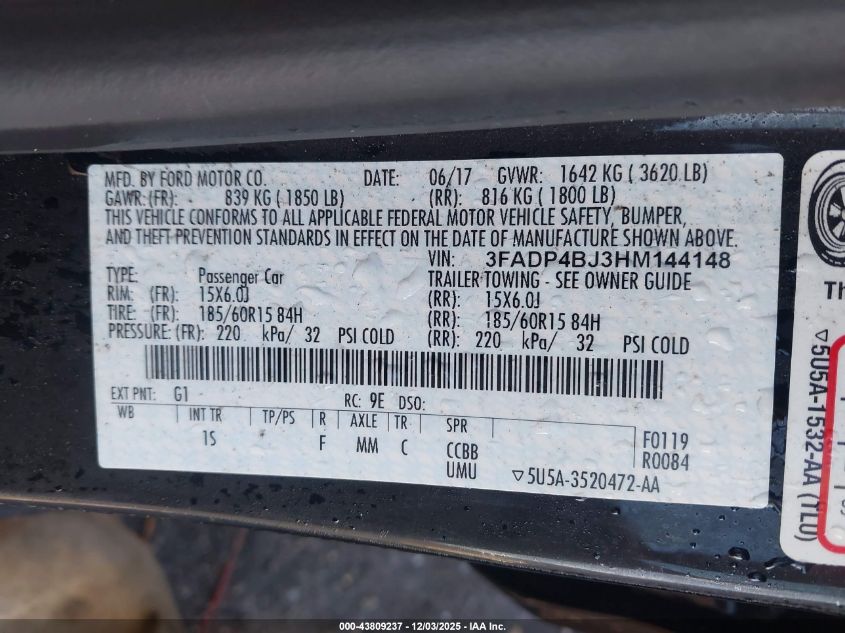 MFD. BY FORD MOTOR CO. DATE: 06/17 GVWR: 1642 KG ( 3620 LB)
GAWR: (FR): 839 KG ( 1850 LB) (RR): 816 KG ( 1800 LB)
THIS VEHICLE CONFORMS TO ALL APPLICABLE FEDERAL MOTOR VEHICLE SAFETY, BUMPER,
AND THEFT PREVENTION STANDARDS IN EFFECT ON THE DATE OF MANUFACTURE SHOWN ABOVE.
VIN: 3FADP4BJ3HM144148
TYPE: Passenger Car TRAILER TOWING - SEE OWNER GUIDE
RIM: (FR): 15X6.0J (RR): 15X6.0J
TIRE: (FR): 185/60R15 84H (RR): 185/60R15 84H
PRESSURE: (FR): 220 kPa/ 32 PSI COLD (RR): 220 kPa/ 32 PSI COLD
EXT PNT: G1 RC: 9E DSO:
WB INT TR TP/PS R AXLE TR SPR
1S F MM C CCBB F0119
UMU R0084
▽5U5A-3520472-AA
Th
▽5U5A-1532-AA (TLU)
000-43809237 - 12/03/2025 - IAA Inc.